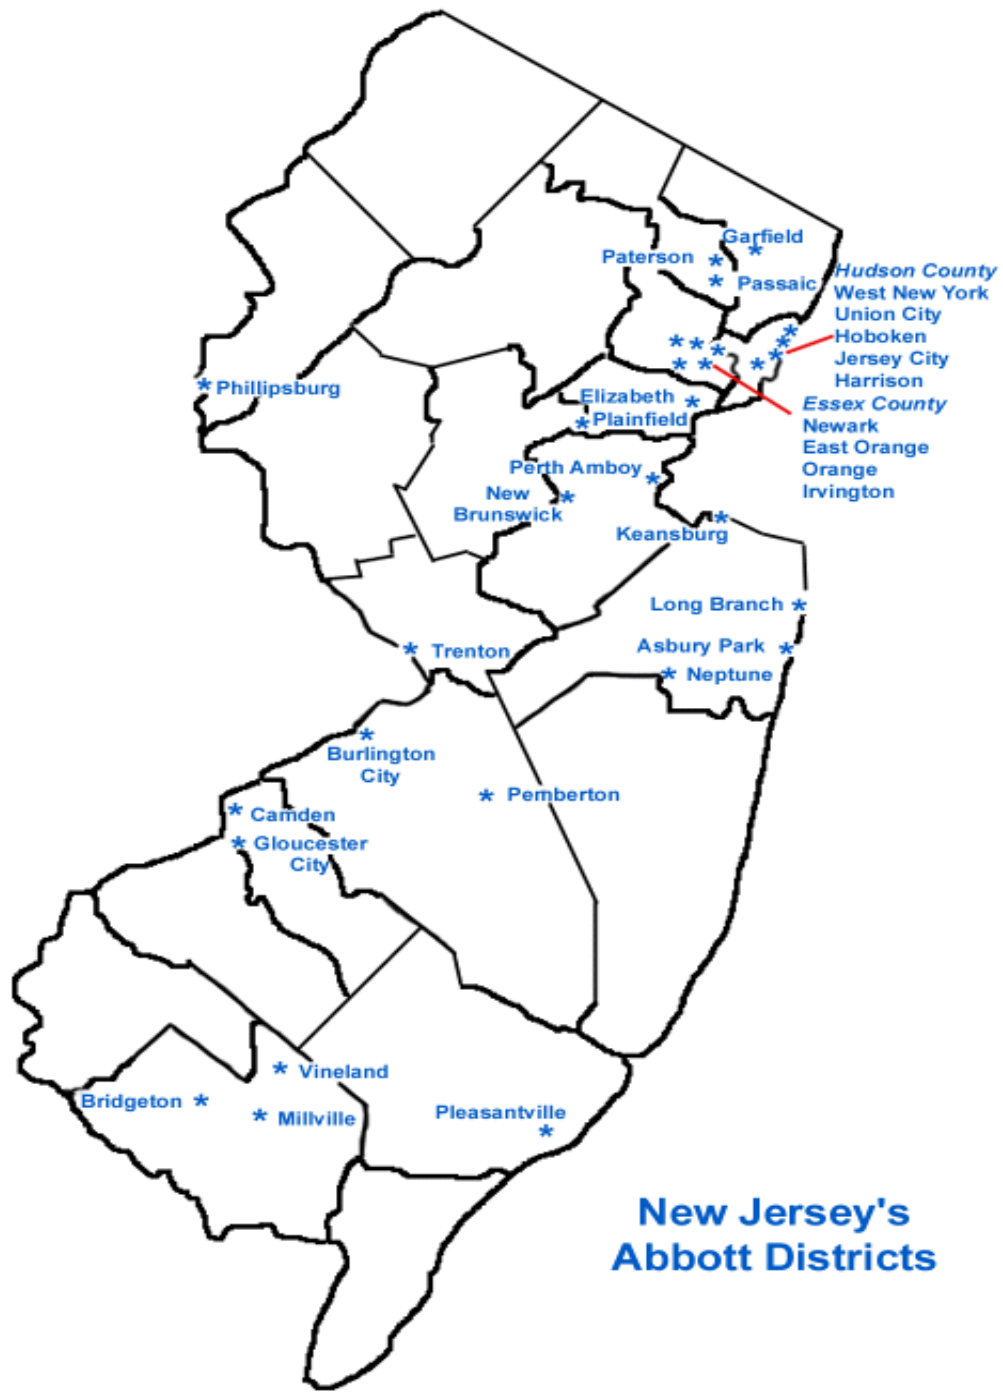 Garfield
Paterson
Passaic
Hudson County
West New York
Union City
Hoboken
Jersey City
Harrison
Essex County
Newark
East Orange
Orange
Irvington
Phillipsburg
Elizabeth
Plainfield
Perth Amboy
New
Brunswick
Keansburg
Long Branch
Asbury Park
Neptune
Trenton
Burlington
City
Pemberton
Camden
Gloucester
City
Vineland
Bridgeton
Millville
Pleasantville
New Jersey's
Abbott Districts